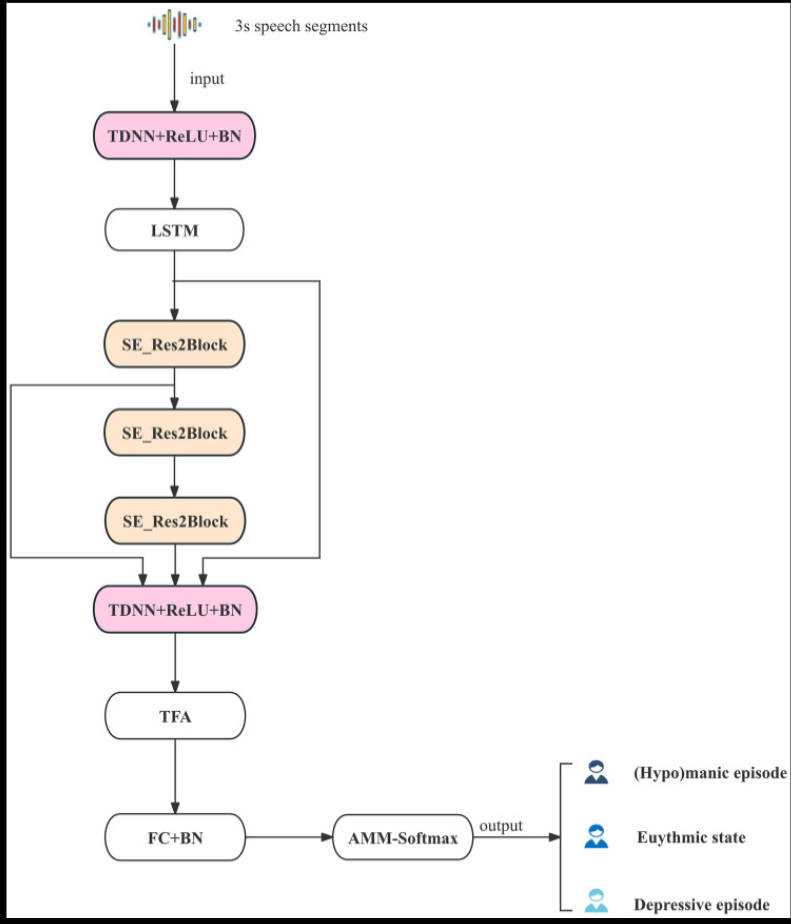 3s speech segments
input
TDNN+ReLU+BN
LSTM
SE_Res2Block
SE_Res2Block
SE_Res2Block
TDNN+ReLU+BN
TFA
FC+BN
AMM-Softmax
output
(Hypo)manic episode
Euythmic state
Depressive episode